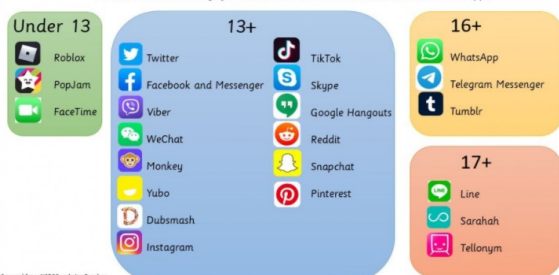 Under 13
Roblox
PopJam
FaceTime
13+
Twitter
Facebook and Messenger
Viber
WeChat
Monkey
Yubo
Dubsmash
Instagram
TikTok
Skype
Google Hangouts
Reddit
Snapchat
Pinterest
16+
WhatsApp
Telegram Messenger
Tumblr
17+
LINE
Line
Sarahah
Tellonym